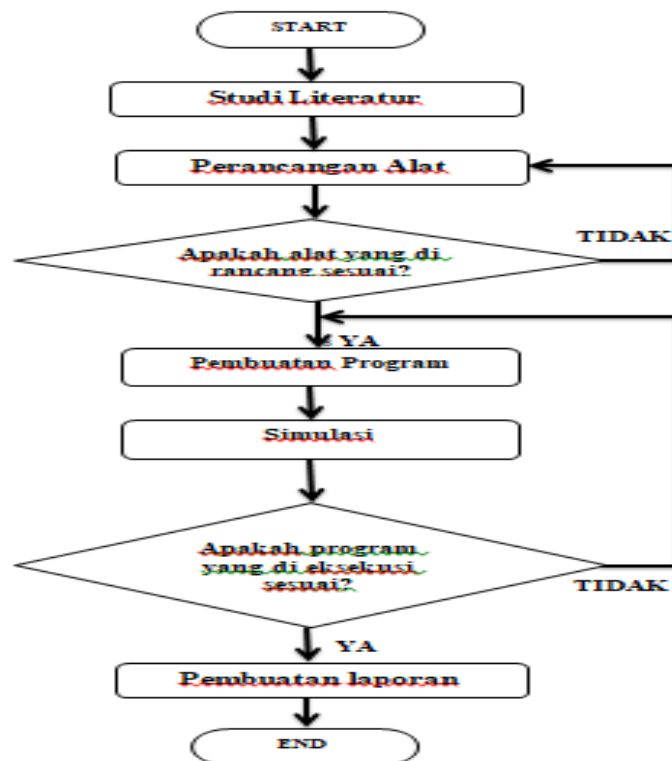 START
Studi Literatur
Perancangan Alat
Apakah alat yang di
rancang sesuai?
TIDAK
YA
Pembuatan Program
Simulasi
Apakah program
yang di eksekusi
sesuai?
TIDAK
YA
Pembuatan laporan
END